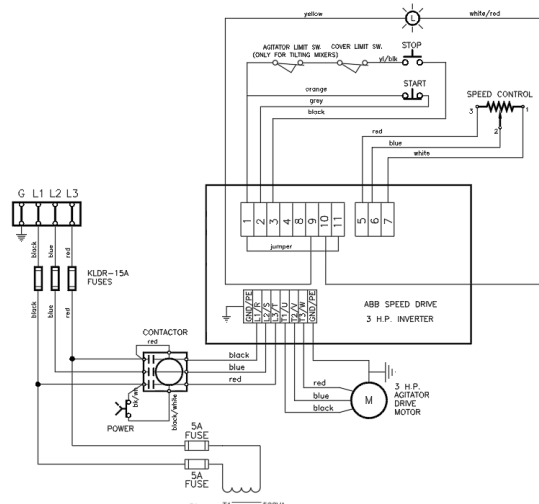 yellow
L
white/red
AGITATOR LIMIT SW. COVER LIMIT SW.
(ONLY FOR TILTING MIXERS)
STOP
yl/blk
START
orange
grey
black
SPEED CONTROL
3
1
2
red
blue
white
G L1 L2 L3
1 2 3 4 8 9 10 11
5 6 7
jumper
black
blue
red
KLDR-15A
FUSES
black
blue
red
GND/PE
L1/R
L2/S
L3/T
T1/U
T2/V
T3/W
GND/PE
ABB SPEED DRIVE
3 H.P. INVERTER
CONTACTOR
red
black
blue
red
bk/wh
black/white
POWER
red
blue
black
M
3 H.P.
AGITATOR
DRIVE
MOTOR
5A
FUSE
5A
FUSE